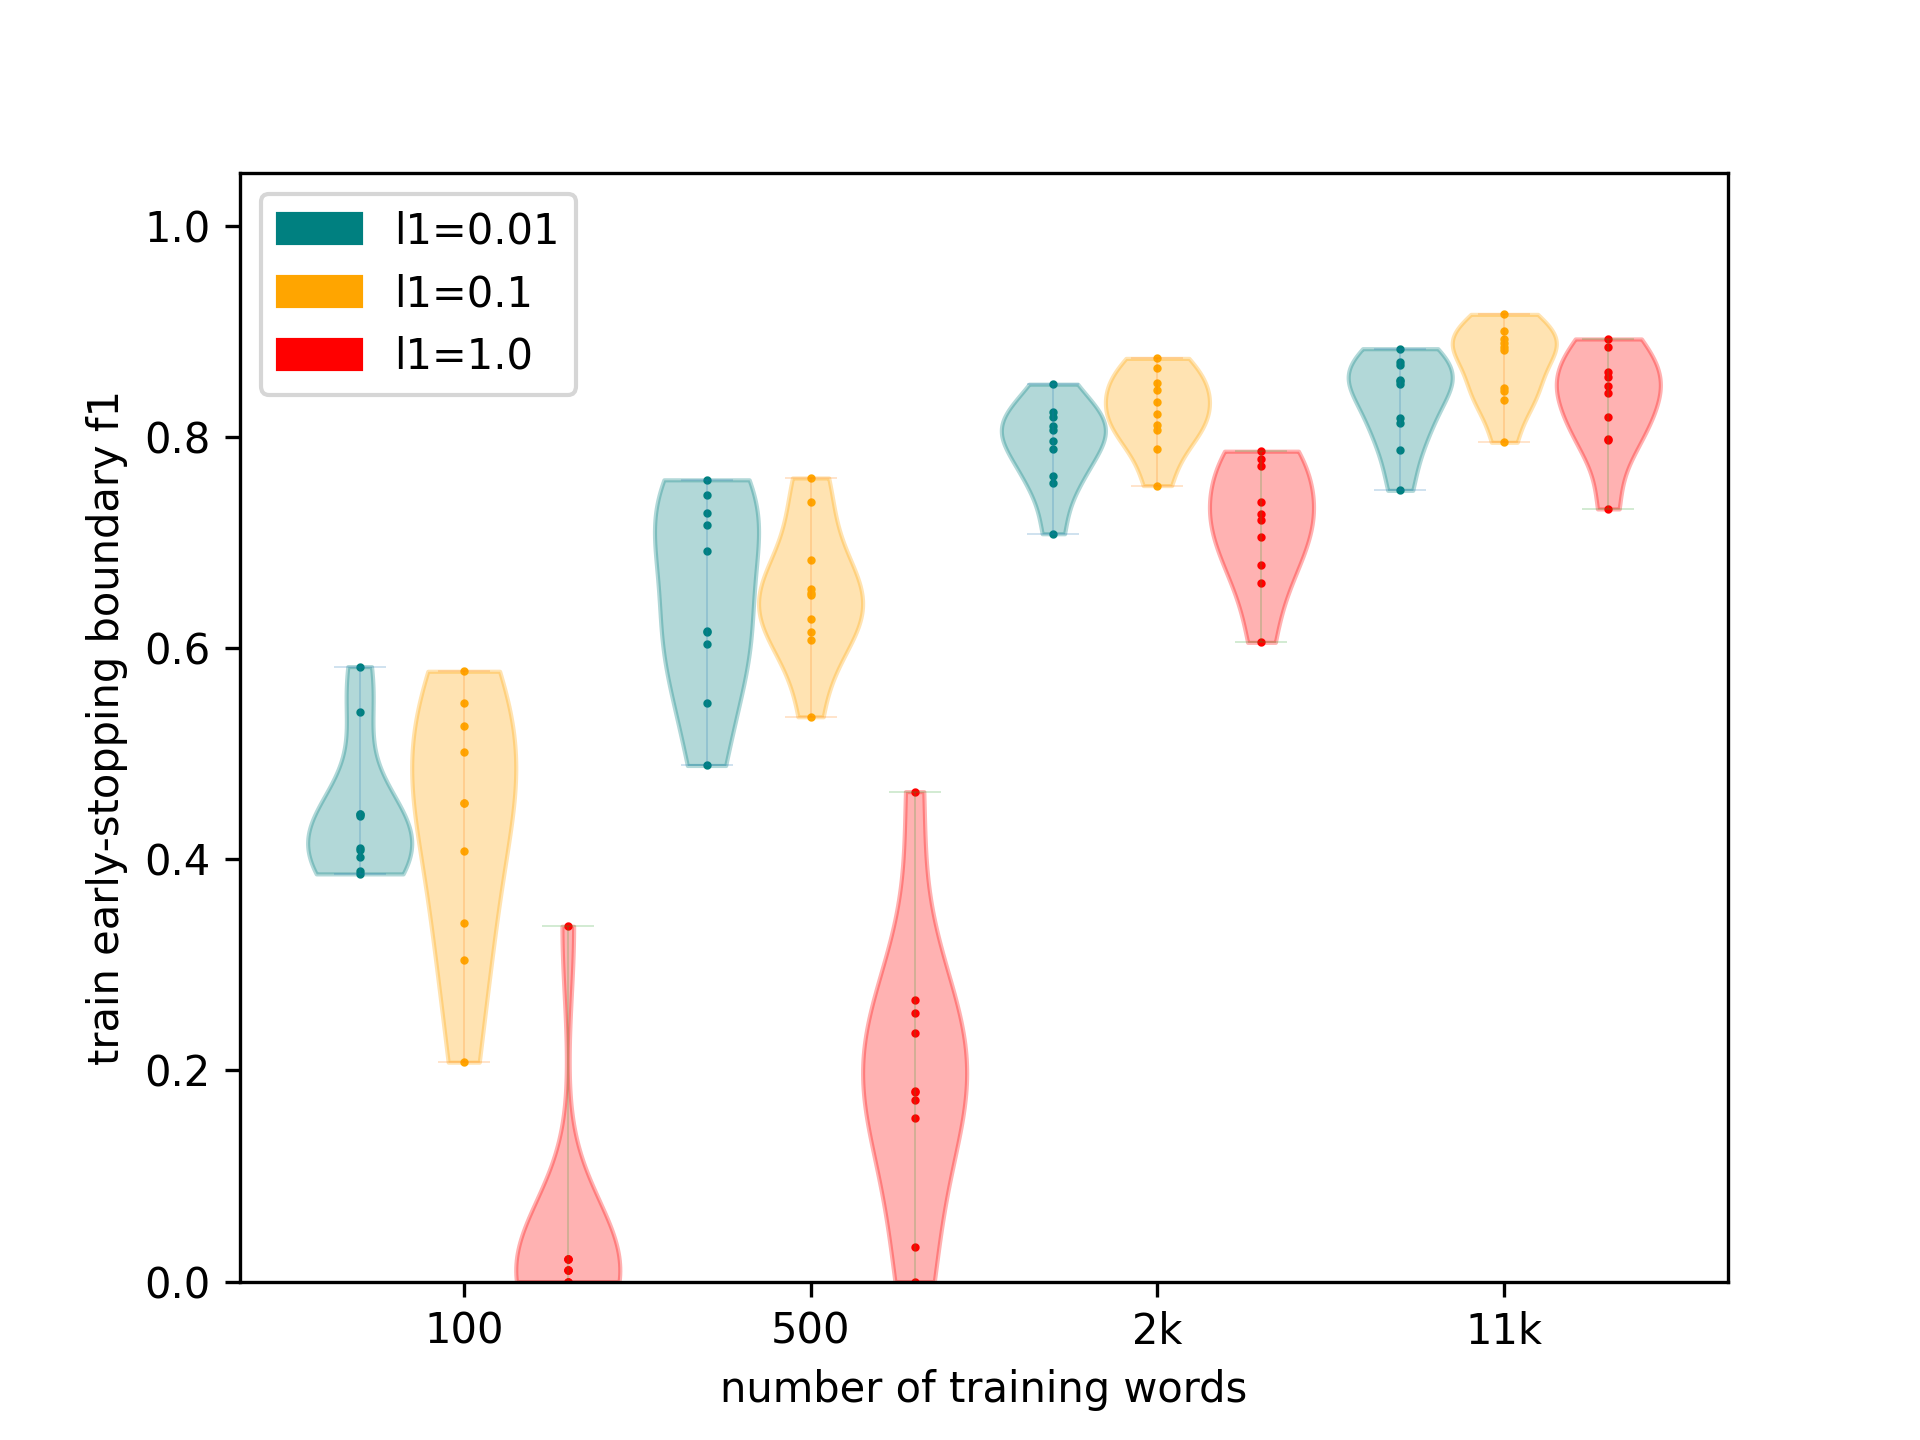 l1=0.01
l1=0.1
l1=1.0
train early-stopping boundary f1
1.0
0.8
0.6
0.4
0.2
0.0
100 500 2k 11k
number of training words